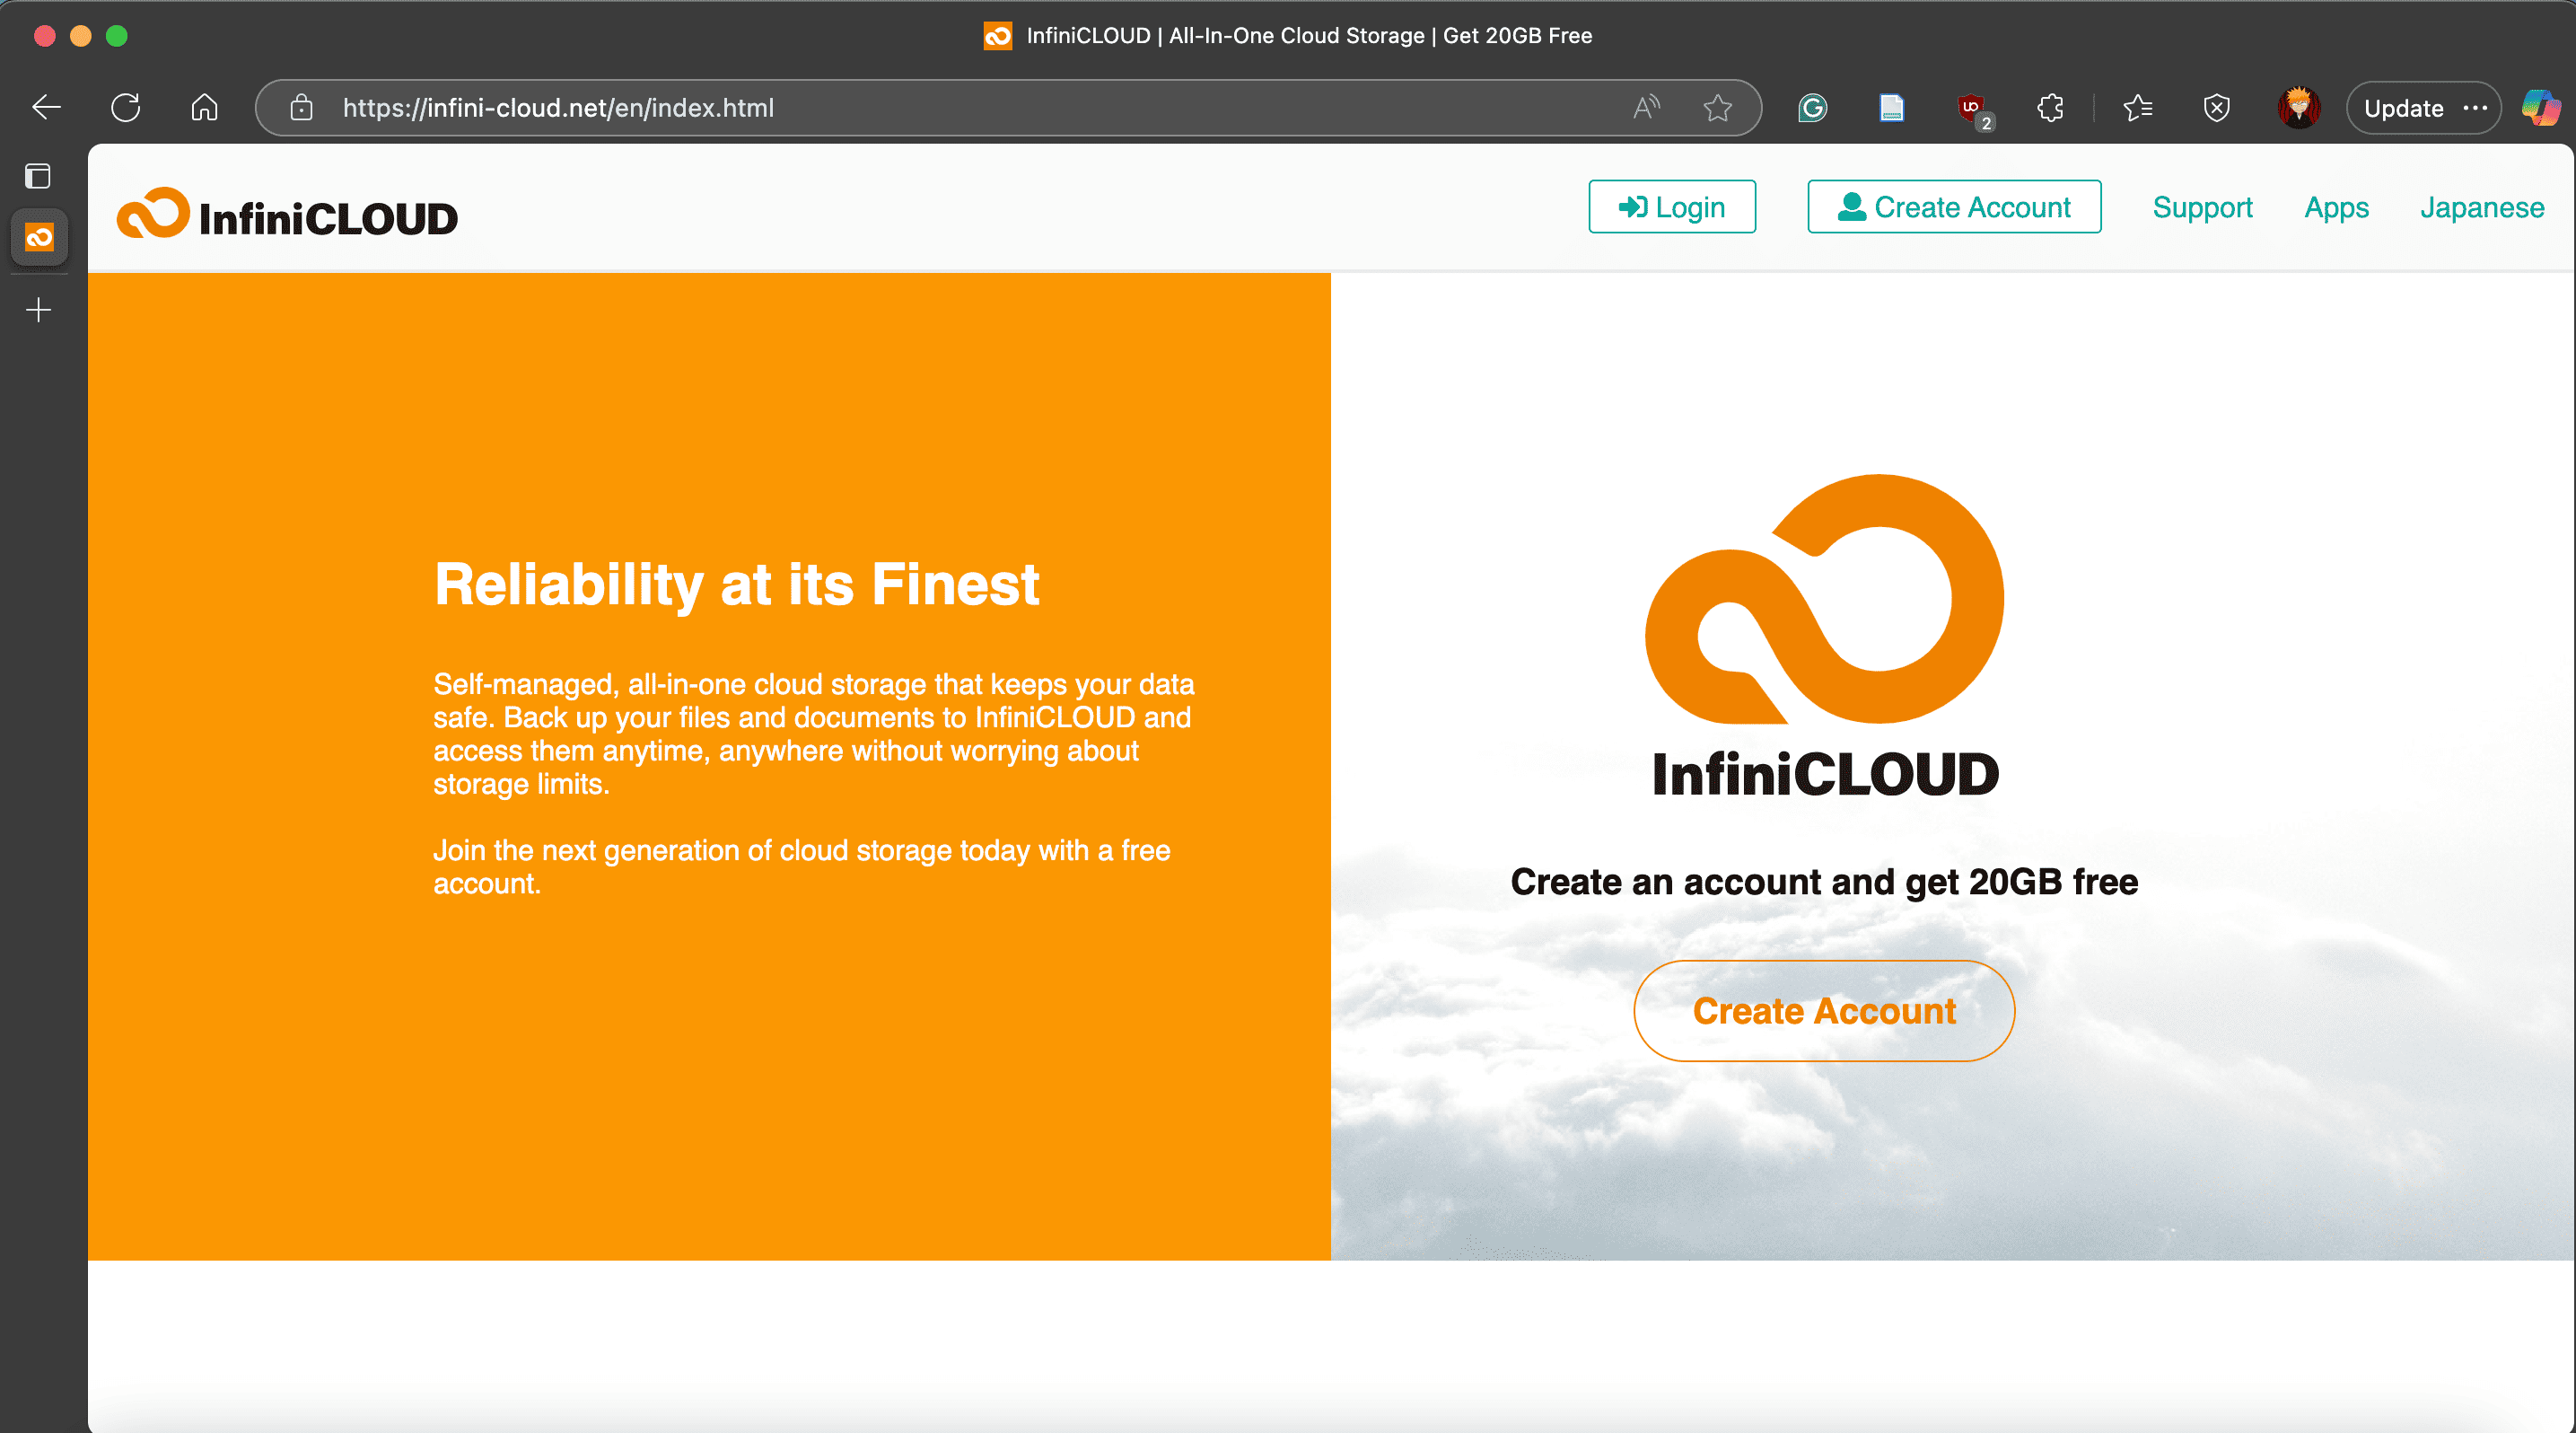 InfiniCLOUD | All-In-One Cloud Storage | Get 20GB Free
https://infini-cloud.net/en/index.html
2
Update
InfiniCLOUD
Login
Create Account
Support
Apps
Japanese
Reliability at its Finest
Self-managed, all-in-one cloud storage that keeps your data
safe. Back up your files and documents to InfiniCLOUD and
access them anytime, anywhere without worrying about
storage limits.
Join the next generation of cloud storage today with a free
account.
InfiniCLOUD
Create an account and get 20GB free
Create Account